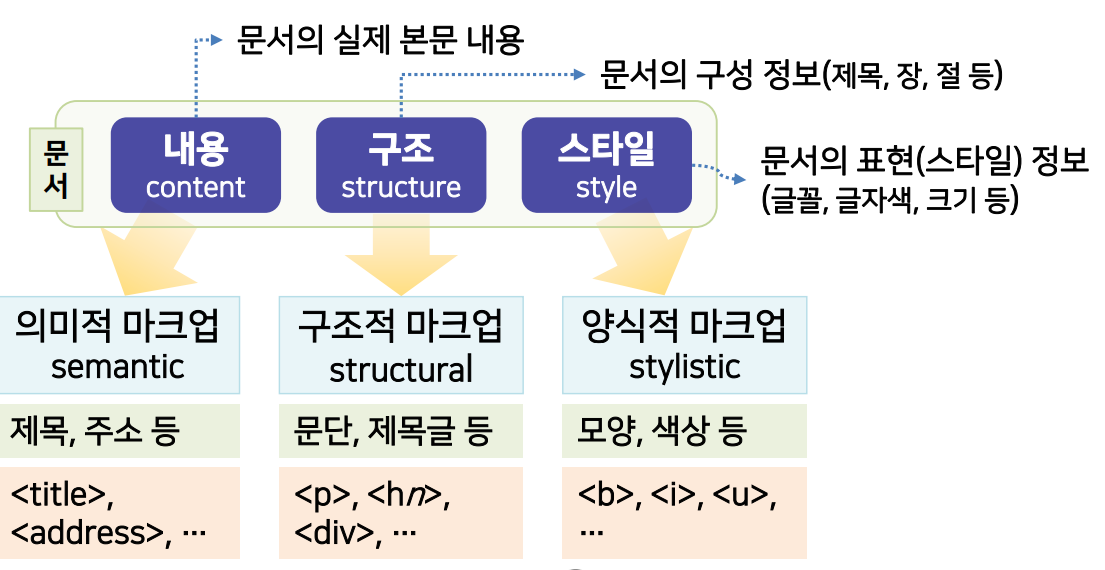 문서의 실제 본문 내용
문서의 구성 정보(제목, 장, 절 등)
문서
내용
content
구조
structure
스타일
style
문서의 표현(스타일) 정보
(글꼴, 글자색, 크기 등)
의미적 마크업
semantic
구조적 마크업
structural
양식적 마크업
stylistic
제목, 주소 등
문단, 제목글 등
모양, 색상 등
<title>,
<address>, ···
<p>, <hn>,
<div>, ···
<b>, <i>, <u>,
···